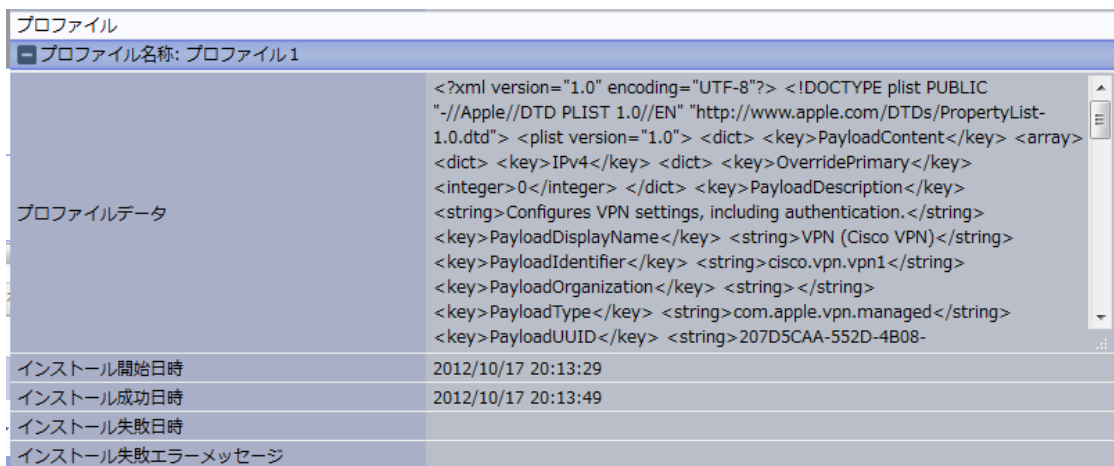 プロファイル
プロファイル名称: プロファイル1
プロファイルデータ
<?xml version="1.0" encoding="UTF-8"?> <!DOCTYPE plist PUBLIC
"-//Apple//DTD PLIST 1.0//EN" "http://www.apple.com/DTDs/PropertyList-
1.0.dtd"> <plist version="1.0"> <dict> <key>PayloadContent</key> <array>
<dict> <key>IPv4</key> <dict> <key>OverridePrimary</key>
<integer>0</integer> </dict> <key>PayloadDescription</key>
<string>Configures VPN settings, including authentication.</string>
<key>PayloadDisplayName</key> <string>VPN (Cisco VPN)</string>
<key>PayloadIdentifier</key> <string>cisco.vpn.vpn1</string>
<key>PayloadOrganization</key> <string></string>
<key>PayloadType</key> <string>com.apple.vpn.managed</string>
<key>PayloadUUID</key> <string>207D5CAA-552D-4B08-
インストール開始日時 2012/10/17 20:13:29
インストール成功日時 2012/10/17 20:13:49
インストール失敗日時
インストール失敗エラーメッセージ